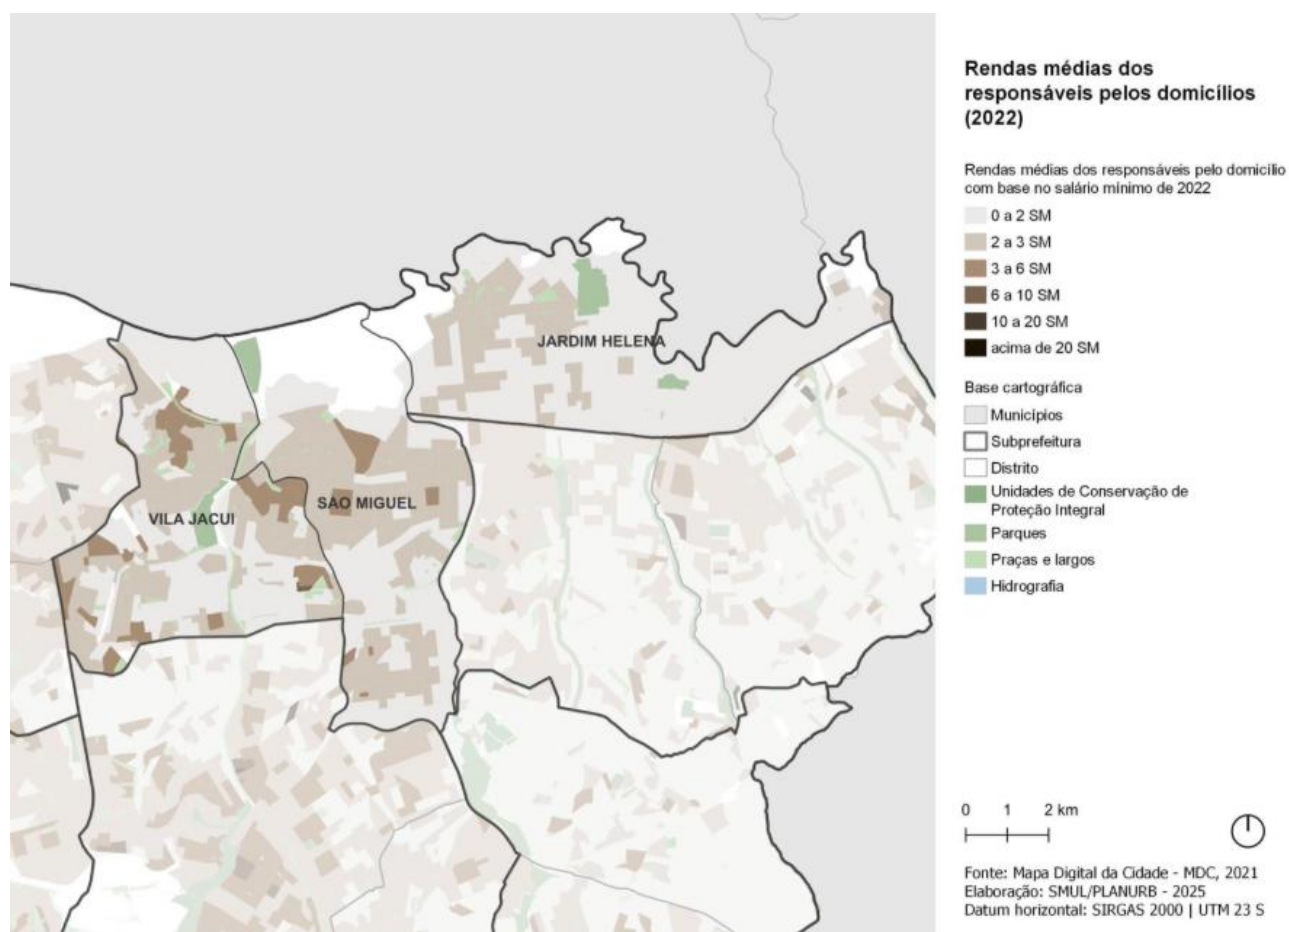 Rendas médias dos
responsáveis pelos domicílios
(2022)
Rendas médias dos responsáveis pelo domicílio
com base no salário mínimo de 2022
0 a 2 SM
2 a 3 SM
3 a 6 SM
6 a 10 SM
10 a 20 SM
acima de 20 SM
Base cartográfica
Municípios
Subprefeitura
Distrito
Unidades de Conservação de
Proteção Integral
Parques
Praças e largos
Hidrografia
JARDIM HELENA
SAO MIGUEL
VILA JACUI
0 1 2 km
Fonte: Mapa Digital da Cidade - MDC, 2021
Elaboração: SMUL/PLANURB - 2025
Datum horizontal: SIRGAS 2000 | UTM 23 S